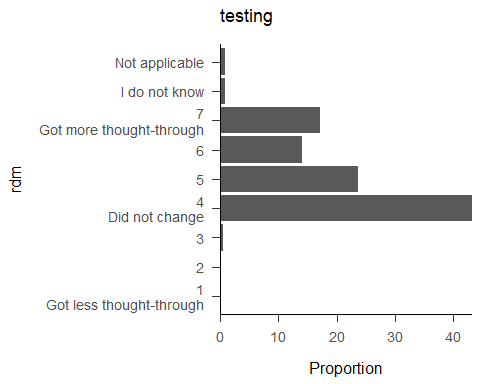 testing
Not applicable
I do not know
7
Got more thought-through
6
5
4
Did not change
3
2
1
Got less thought-through
rdm
0 10 20 30 40
Proportion